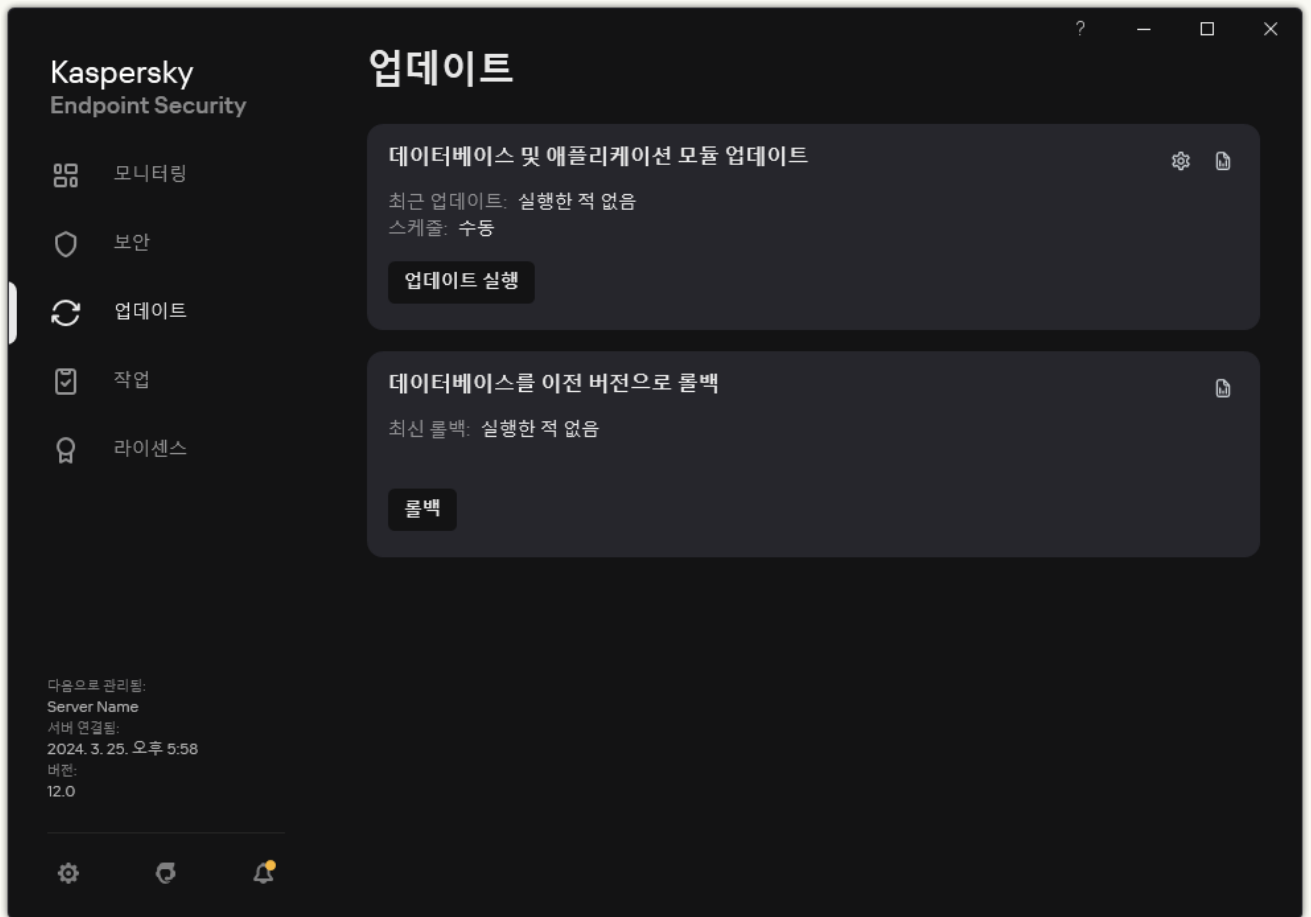 ?
Kaspersky
Endpoint Security
모니터링
보안
업데이트
작업
라이센스
다음으로 관리됨:
Server Name
서버 연결됨:
2024. 3. 25. 오후 5:58
버전:
12.0
업데이트
데이터베이스 및 애플리케이션 모듈 업데이트
최근 업데이트: 실행한 적 없음
스케줄: 수동
업데이트 실행
데이터베이스를 이전 버전으로 롤백
최신 롤백: 실행한 적 없음
롤백